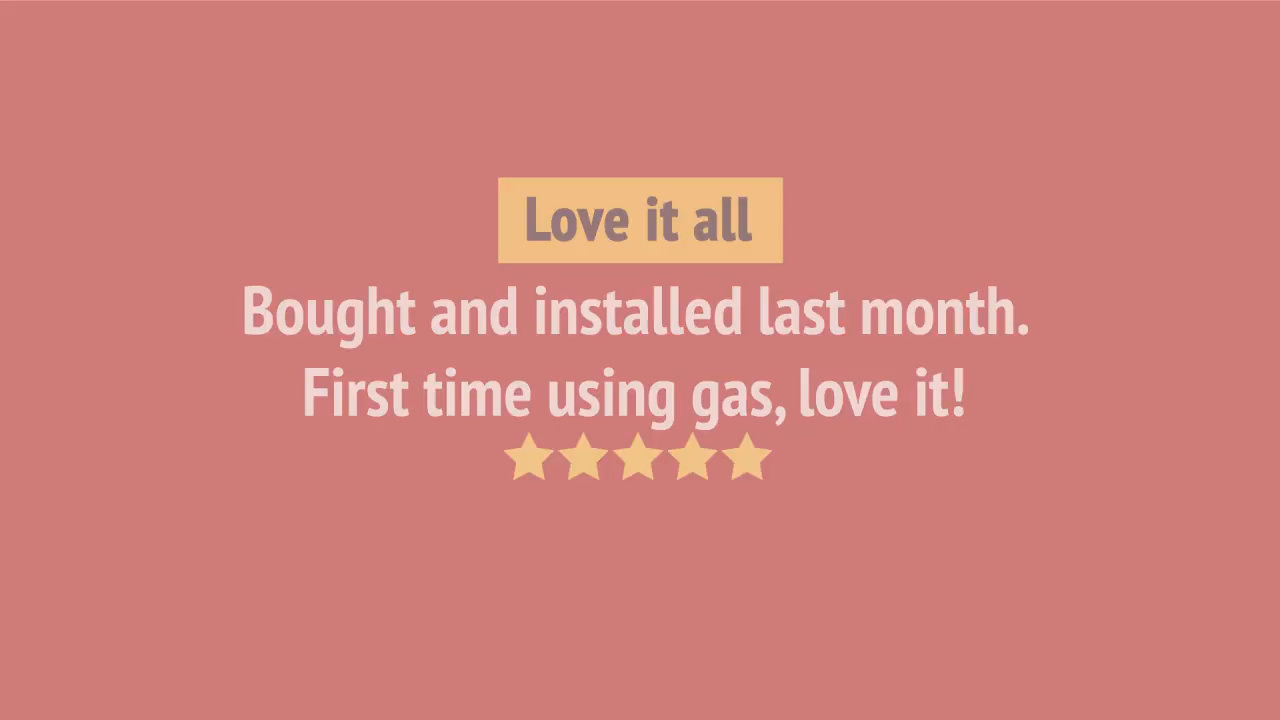 Love it all
Bought and installed last month.
First time using gas, love it!